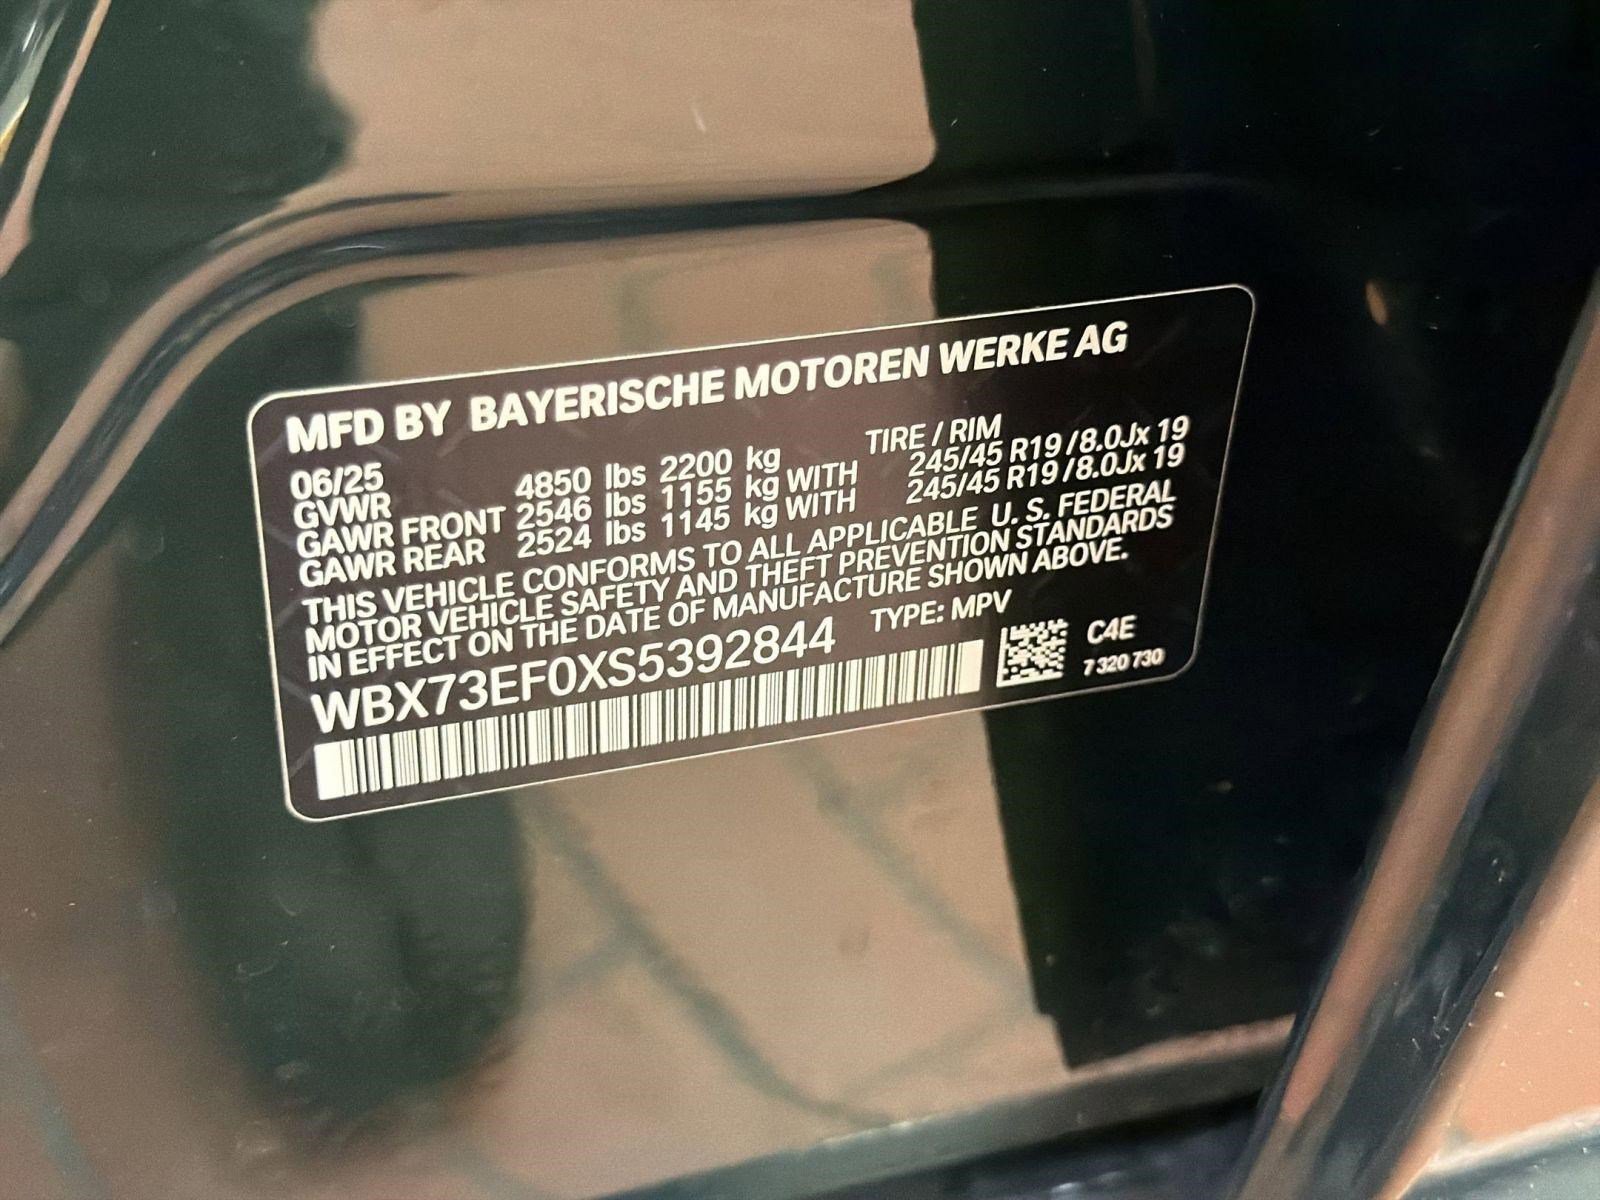 MFD BY BAYERISCHE MOTOREN WERKE AG
06/25 TIRE / RIM
GVWR 4850 lbs 2200 kg
GAWR FRONT 2546 lbs 1155 kg WITH 245/45 R19 /8.0Jx 19
GAWR REAR 2524 lbs 1145 kg WITH 245/45 R19 /8.0Jx 19
THIS VEHICLE CONFORMS TO ALL APPLICABLE U. S. FEDERAL
MOTOR VEHICLE SAFETY AND THEFT PREVENTION STANDARDS
IN EFFECT ON THE DATE OF MANUFACTURE SHOWN ABOVE.
WBX73EF0XS5392844 TYPE: MPV
C4E
7 320 730